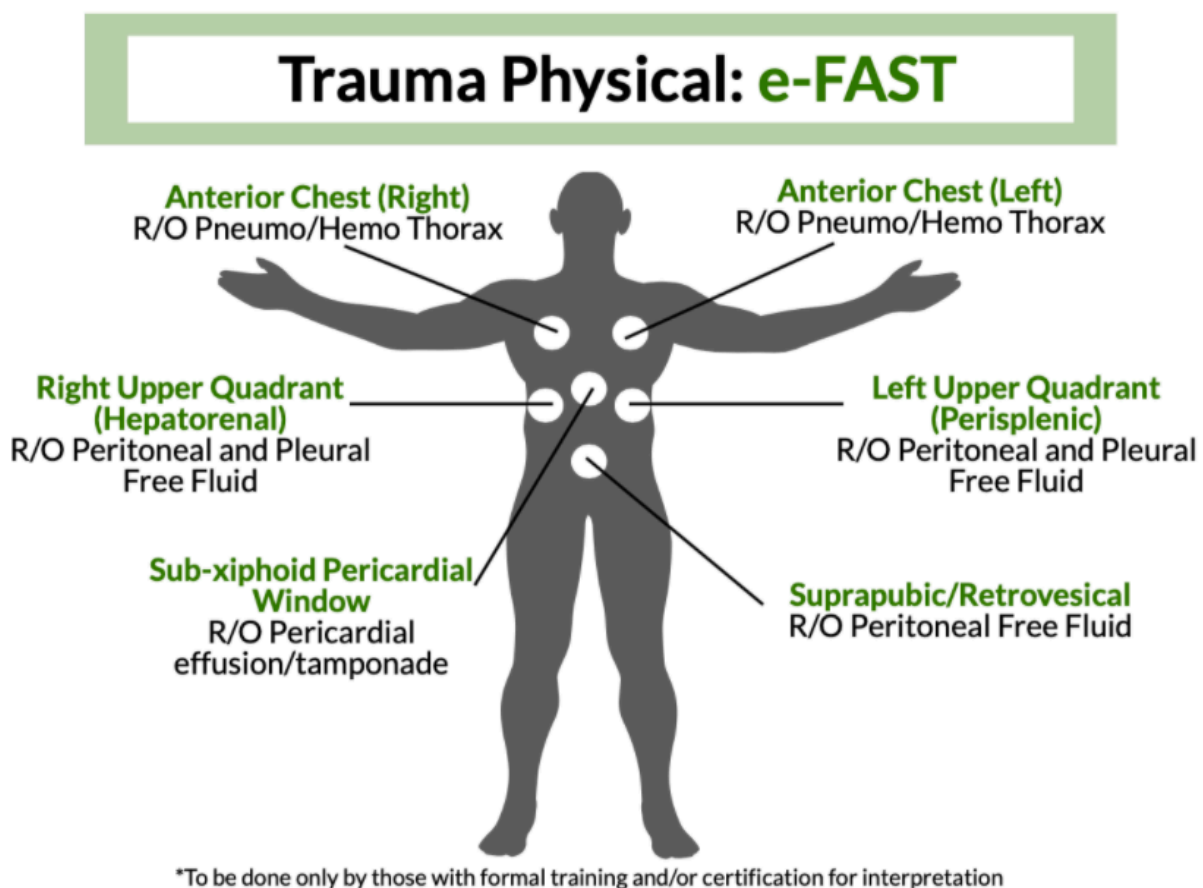 Trauma Physical: e-FAST
Anterior Chest (Right)
R/O Pneumo/Hemo Thorax
Anterior Chest (Left)
R/O Pneumo/Hemo Thorax
Right Upper Quadrant
(Hepatorenal)
R/O Peritoneal and Pleural
Free Fluid
Left Upper Quadrant
(Perisplenic)
R/O Peritoneal and Pleural
Free Fluid
Sub-xiphoid Pericardial
Window
R/O Pericardial
effusion/tamponade
Suprapubic/Retrovesical
R/O Peritoneal Free Fluid
*To be done only by those with formal training and/or certification for interpretation